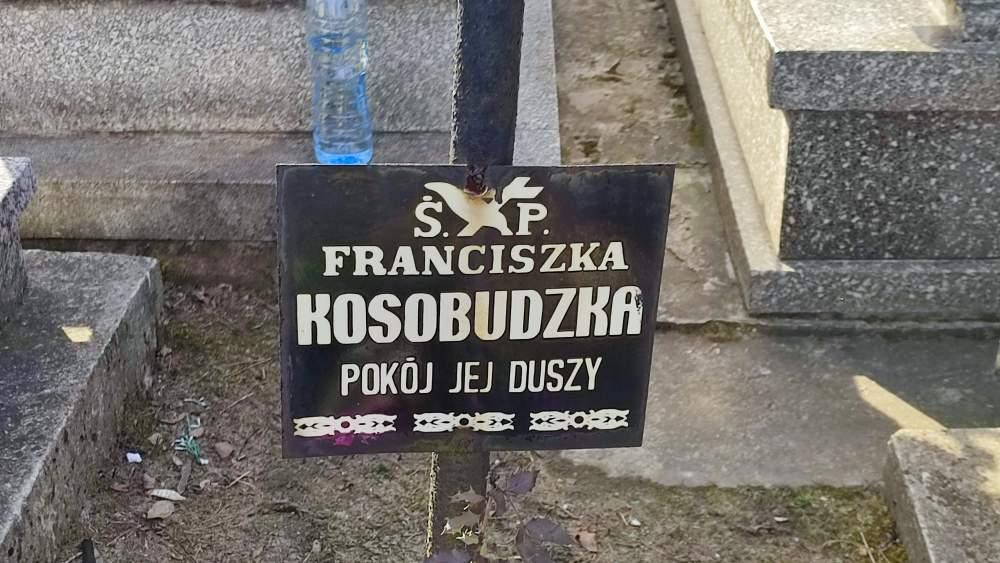 Ś. P.
FRANCISZKA
KOSOBUDZKA
POKÓJ JEJ DUSZY